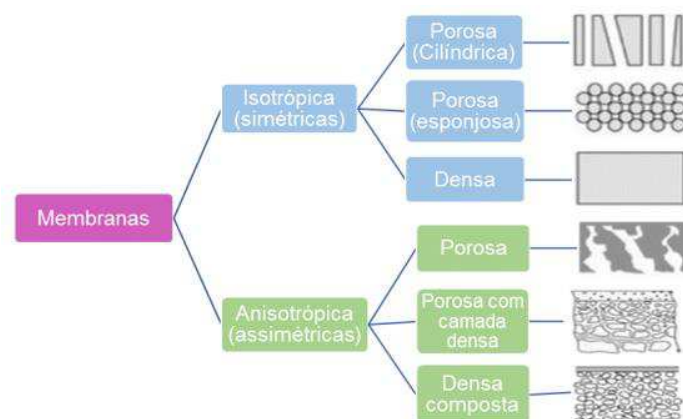 Membranas
Isotrópica
(simétricas)
Porosa
(Cilíndrica)
Porosa
(esponjosa)
Densa
Anisotrópica
(assimétricas)
Porosa
Porosa com
camada
densa
Densa
composta